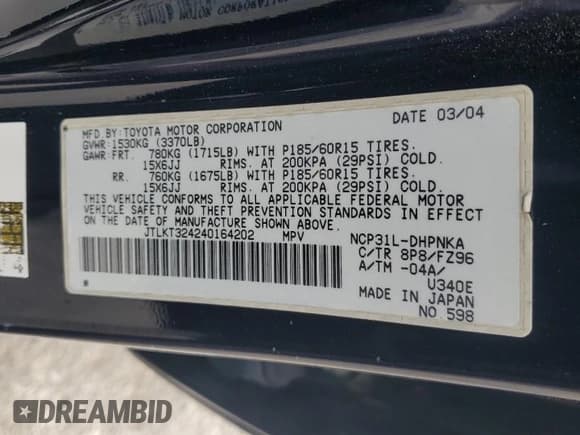 DATE 03/04
MFD. BY: TOYOTA MOTOR CORPORATION
GVWR: 1530KG (3370LB)
GAWR: FRT. 780KG (1715LB) WITH P185/60R15 TIRES.
15X6JJ RIMS. AT 200KPA (29PSI) COLD.
RR. 760KG (1675LB) WITH P185/60R15 TIRES.
15X6JJ RIMS. AT 200KPA (29PSI) COLD.
THIS VEHICLE CONFORMS TO ALL APPLICABLE FEDERAL MOTOR
VEHICLE SAFETY AND THEFT PREVENTION STANDARDS IN EFFECT
ON THE DATE OF MANUFACTURE SHOWN ABOVE.
JTLKT324240164202 MPV NCP31L-DHPNKA
C/TR 8P8/FZ96
A/TM -04A/
U340E
MADE IN JAPAN
NO 598
DREAMBID